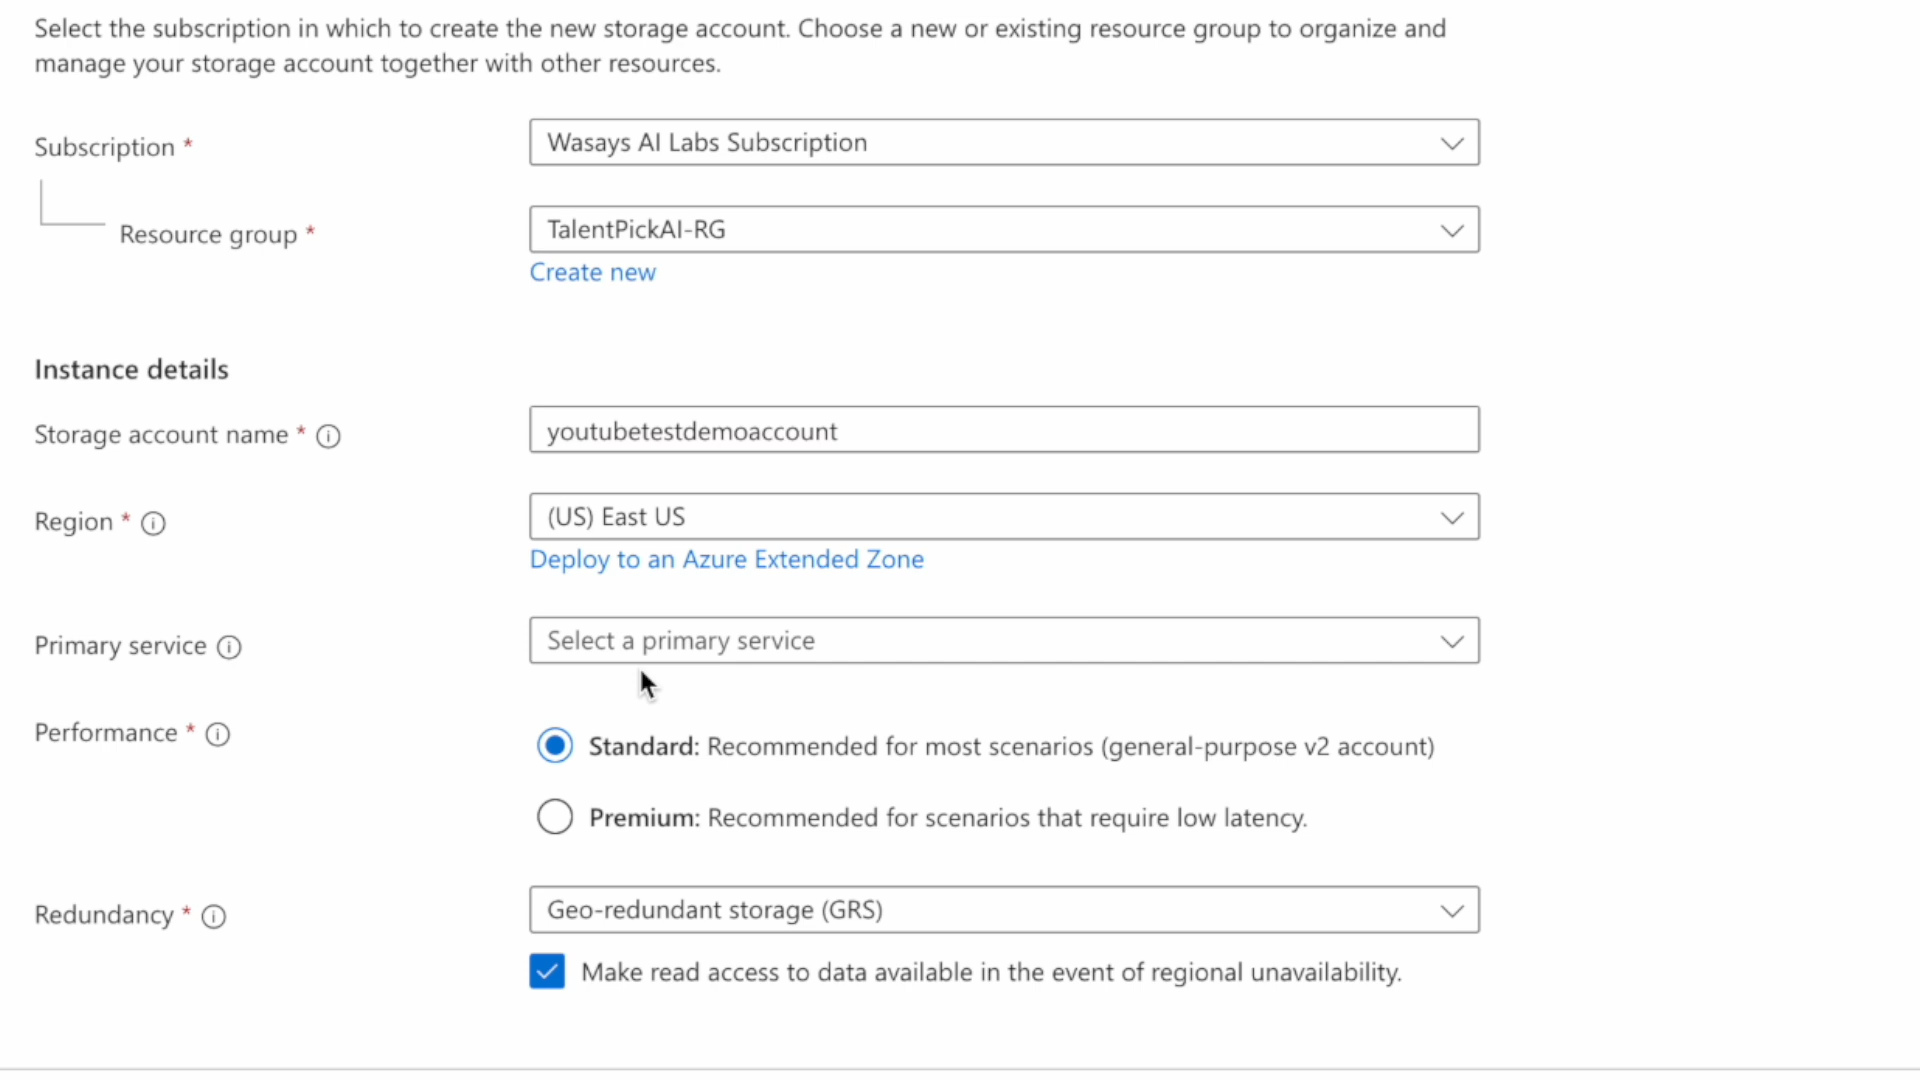 Select the subscription in which to create the new storage account. Choose a new or existing resource group to organize and
manage your storage account together with other resources.
Subscription *
Wasays AI Labs Subscription
Resource group *
TalentPickAI-RG
Create new
Instance details
Storage account name *
youtubetestdemoaccount
Region *
(US) East US
Deploy to an Azure Extended Zone
Primary service
Select a primary service
Performance *
Standard: Recommended for most scenarios (general-purpose v2 account)
Premium: Recommended for scenarios that require low latency.
Redundancy *
Geo-redundant storage (GRS)
Make read access to data available in the event of regional unavailability.